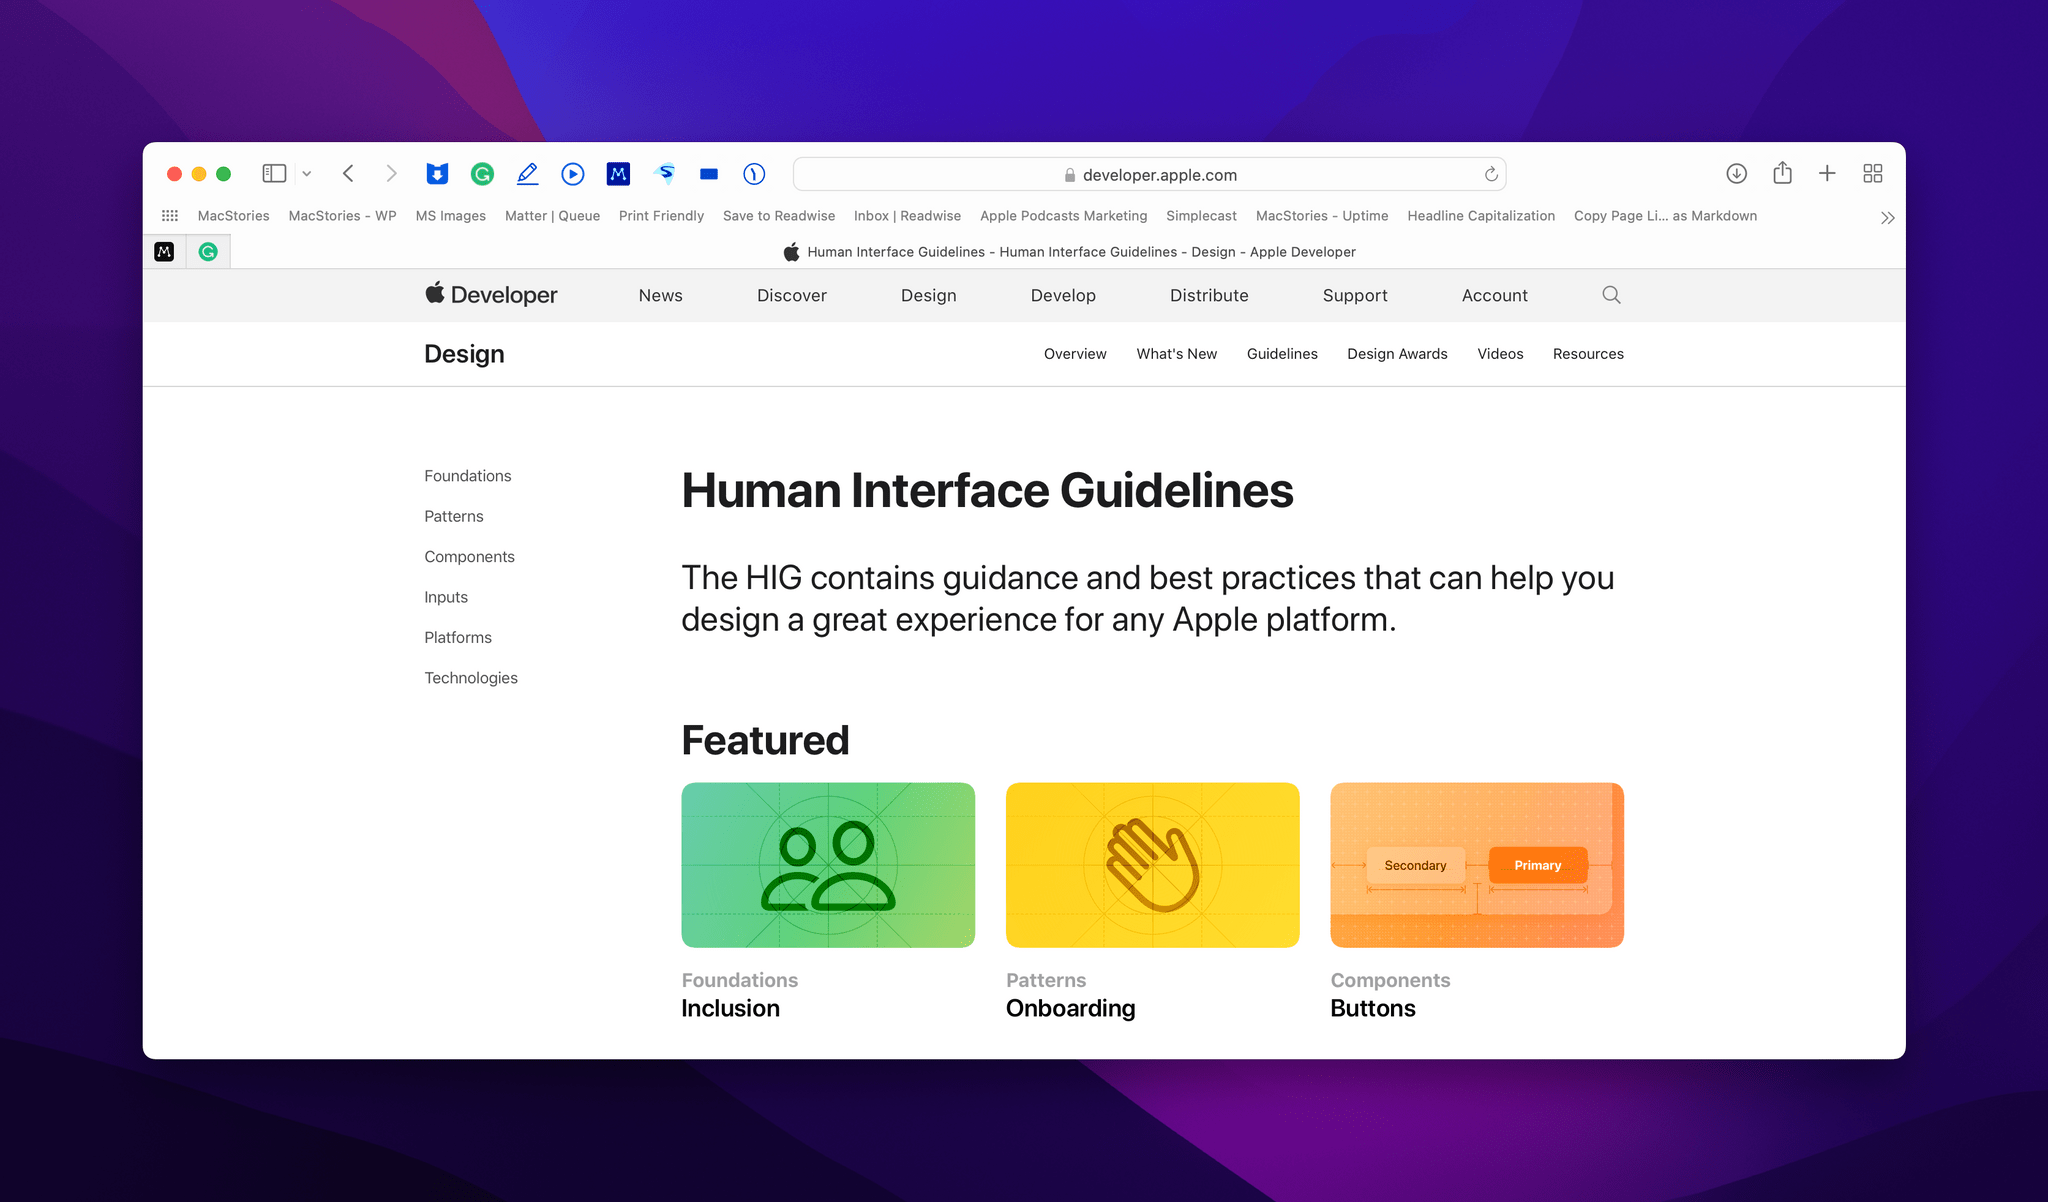 developer.apple.com
MacStories MacStories - WP MS Images Matter | Queue Print Friendly Save to Readwise Inbox | Readwise Apple Podcasts Marketing Simplecast MacStories - Uptime Headline Capitalization Copy Page Li... as Markdown
Human Interface Guidelines - Human Interface Guidelines - Design - Apple Developer
Developer News Discover Design Develop Distribute Support Account
Design Overview What's New Guidelines Design Awards Videos Resources
Foundations
Patterns
Components
Inputs
Platforms
Technologies
Human Interface Guidelines
The HIG contains guidance and best practices that can help you
design a great experience for any Apple platform.
Featured
Secondary Primary
Foundations
Inclusion
Patterns
Onboarding
Components
Buttons